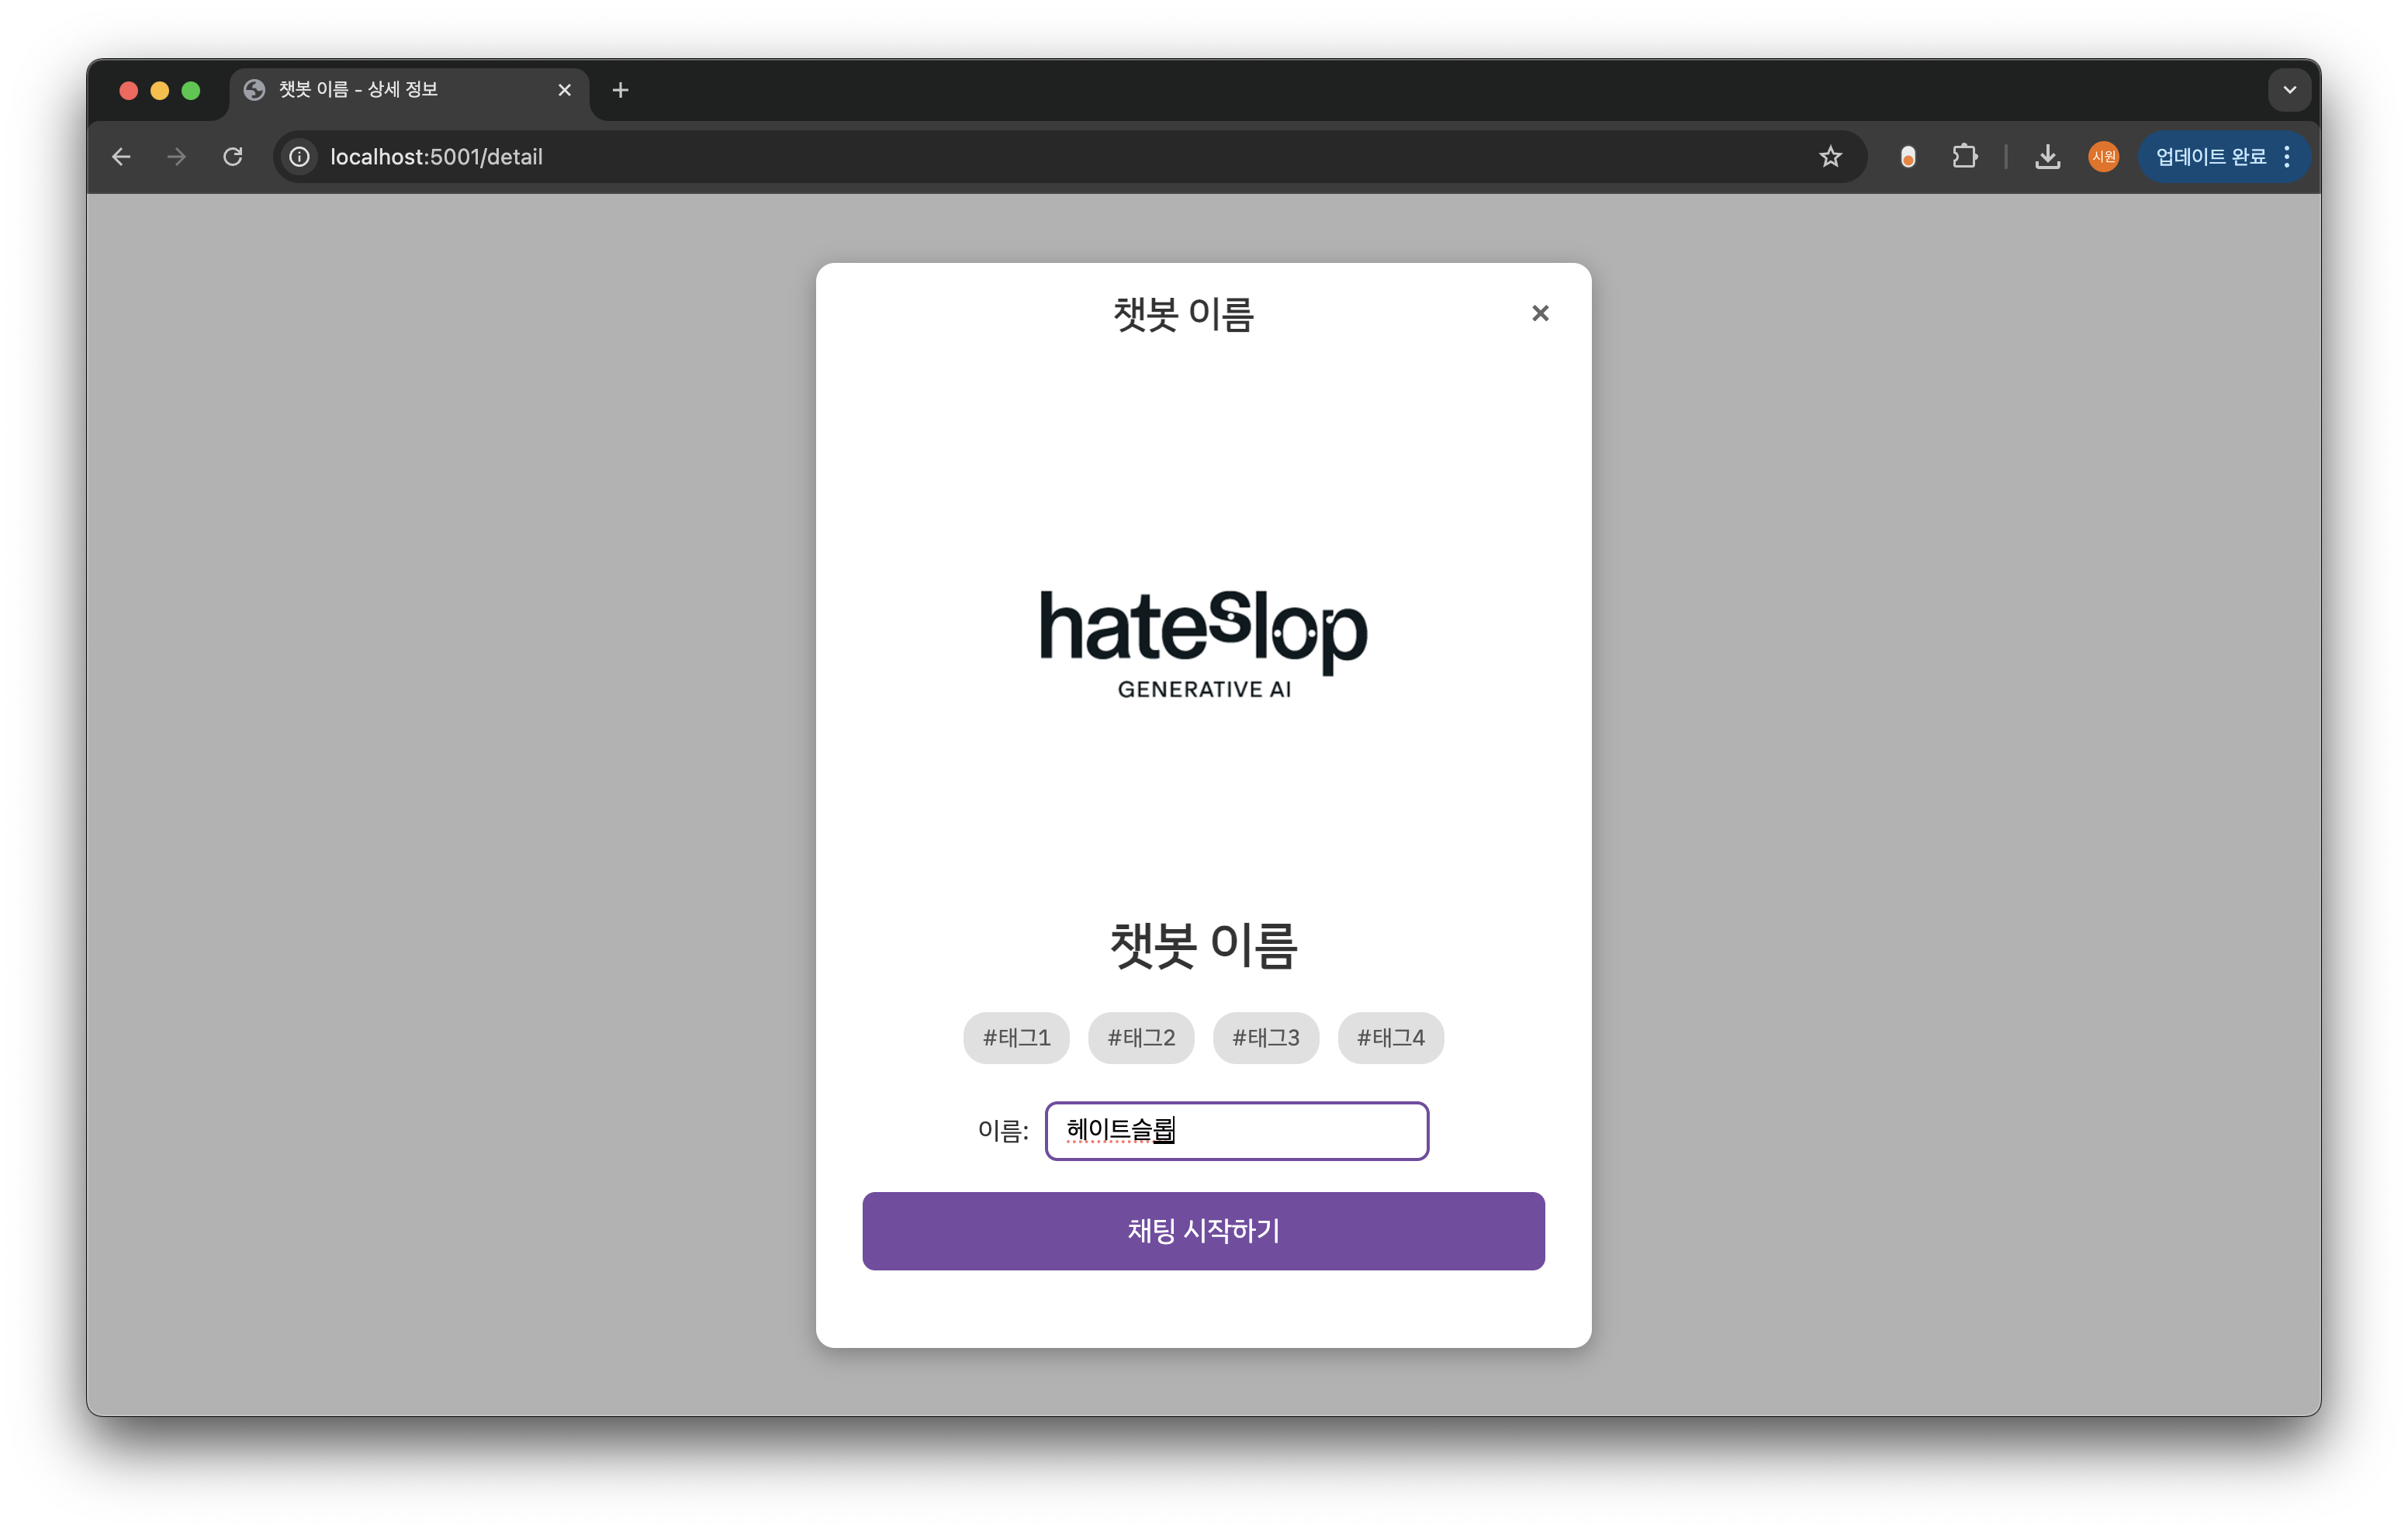 챗봇 이름 - 상세 정보
localhost:5001/detail
시원
업데이트 완료
챗봇 이름
hateslop
GENERATIVE AI
챗봇 이름
#태그1 #태그2 #태그3 #태그4
이름: 헤이트슬롭
채팅 시작하기